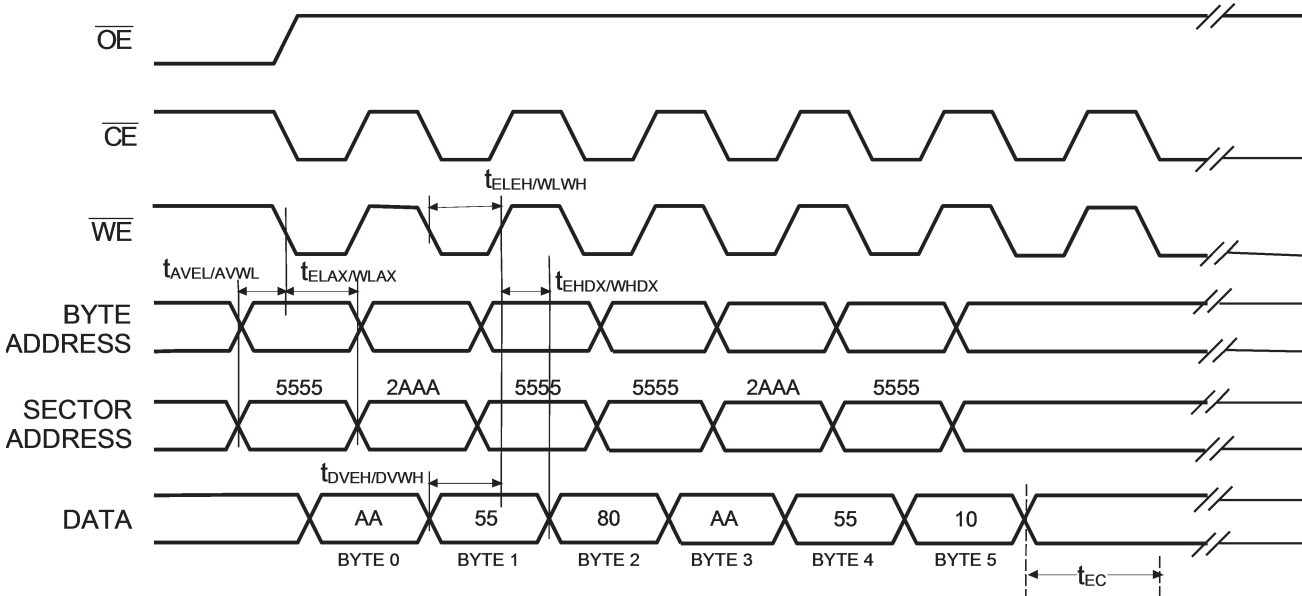 OE
CE
tELEH/WLWH
WE
tAVEL/AVWL tELAX/WLAX
tEHDX/WHDX
BYTE
ADDRESS
5555 2AAA 5555 5555 2AAA 5555
SECTOR
ADDRESS
tDVEH/DVWH
DATA AA 55 80 AA 55 10
BYTE 0 BYTE 1 BYTE 2 BYTE 3 BYTE 4 BYTE 5
tEC